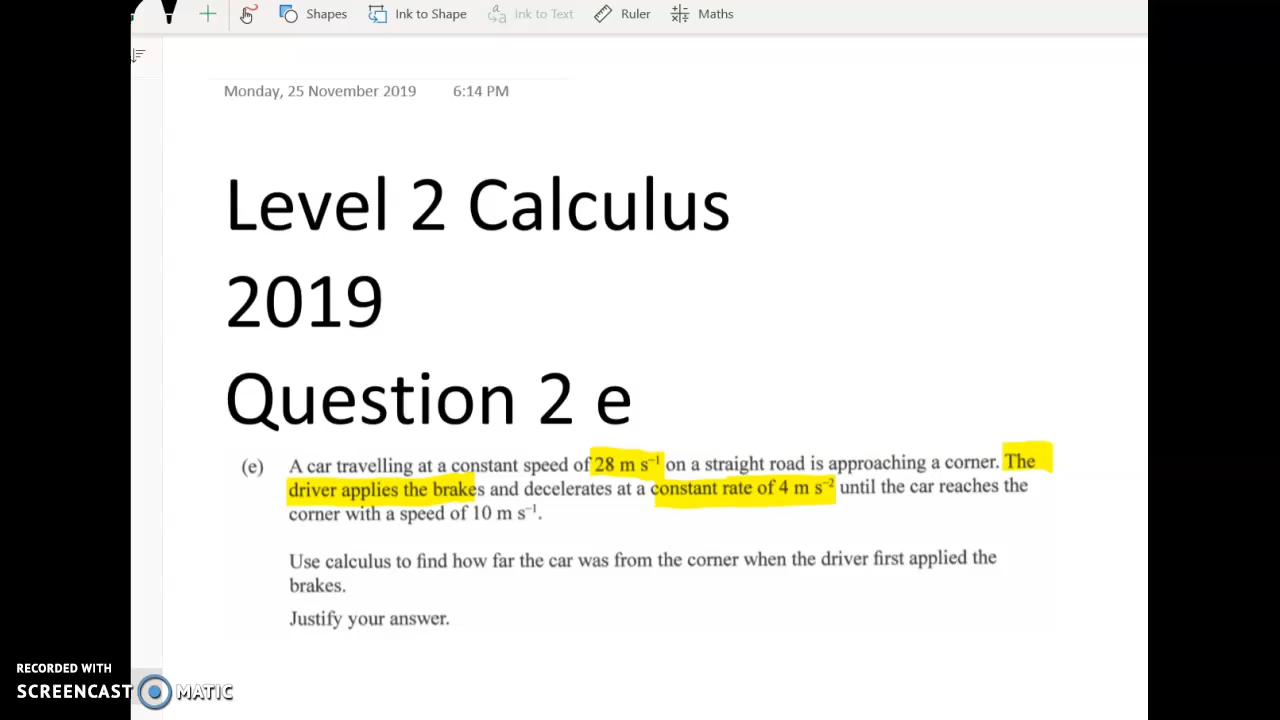 Shapes Ink to Shape Ink to Text Ruler Maths
Monday, 25 November 2019 6:14 PM
Level 2 Calculus
2019
Question 2 e
(e) A car travelling at a constant speed of 28 m s⁻¹ on a straight road is approaching a corner. The
driver applies the brakes and decelerates at a constant rate of 4 m s⁻² until the car reaches the
corner with a speed of 10 m s⁻¹.
Use calculus to find how far the car was from the corner when the driver first applied the
brakes.
Justify your answer.
RECORDED WITH
SCREENCAST MATIC